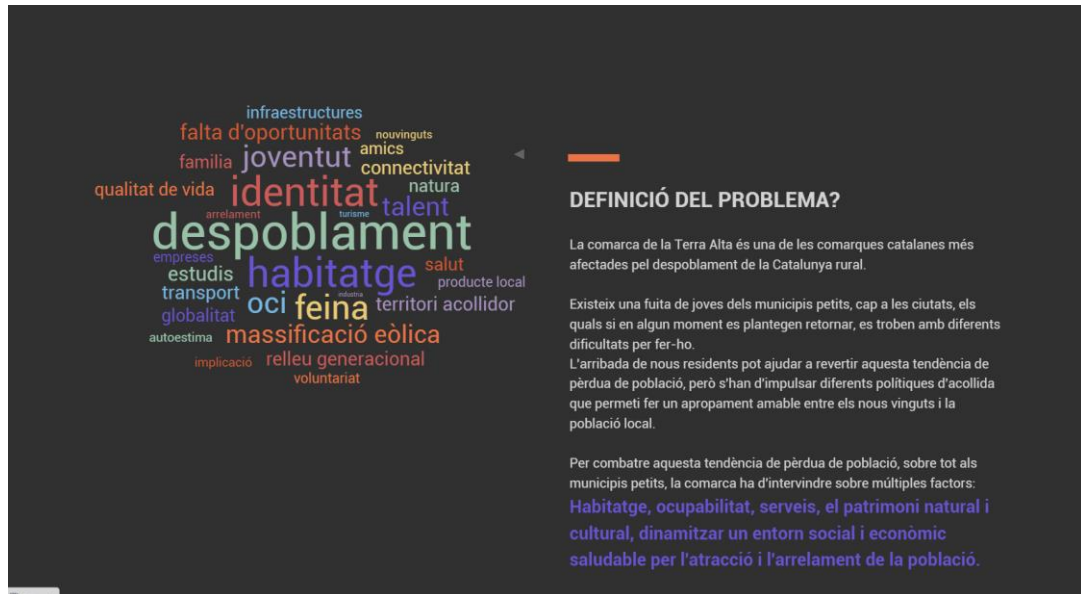 infraestructures
falta d'oportunitats
nouvinguts
familia
joventut
amics
connectivitat
qualitat de vida
identitat
natura
talent
arrelament
turisme
despoblament
empreses
estudis
habitatge
salut
producte local
transport
oci
feina
industria
territori acollidor
globalitat
autoestima
massificació eòlica
implicació
relleu generacional
voluntariat
DEFINICIÓ DEL PROBLEMA?
La comarca de la Terra Alta és una de les comarques catalanes més
afectades pel despoblament de la Catalunya rural.
Existeix una fuita de joves dels municipis petits, cap a les ciutats, els
quals si en algun moment es plantegen retornar, es troben amb diferents
dificultats per fer-ho.
L'arribada de nous residents pot ajudar a revertir aquesta tendència de
pèrdua de població, però s'han d'impulsar diferents polítiques d'acollida
que permeti fer un apropament amable entre els nous vinguts i la
població local.
Per combatre aquesta tendència de pèrdua de població, sobre tot als
municipis petits, la comarca ha d'intervindre sobre múltiples factors:
Habitatge, ocupabilitat, serveis, el patrimoni natural i
cultural, dinamitzar un entorn social i econòmic
saludable per l'atracció i l'arrelament de la població.